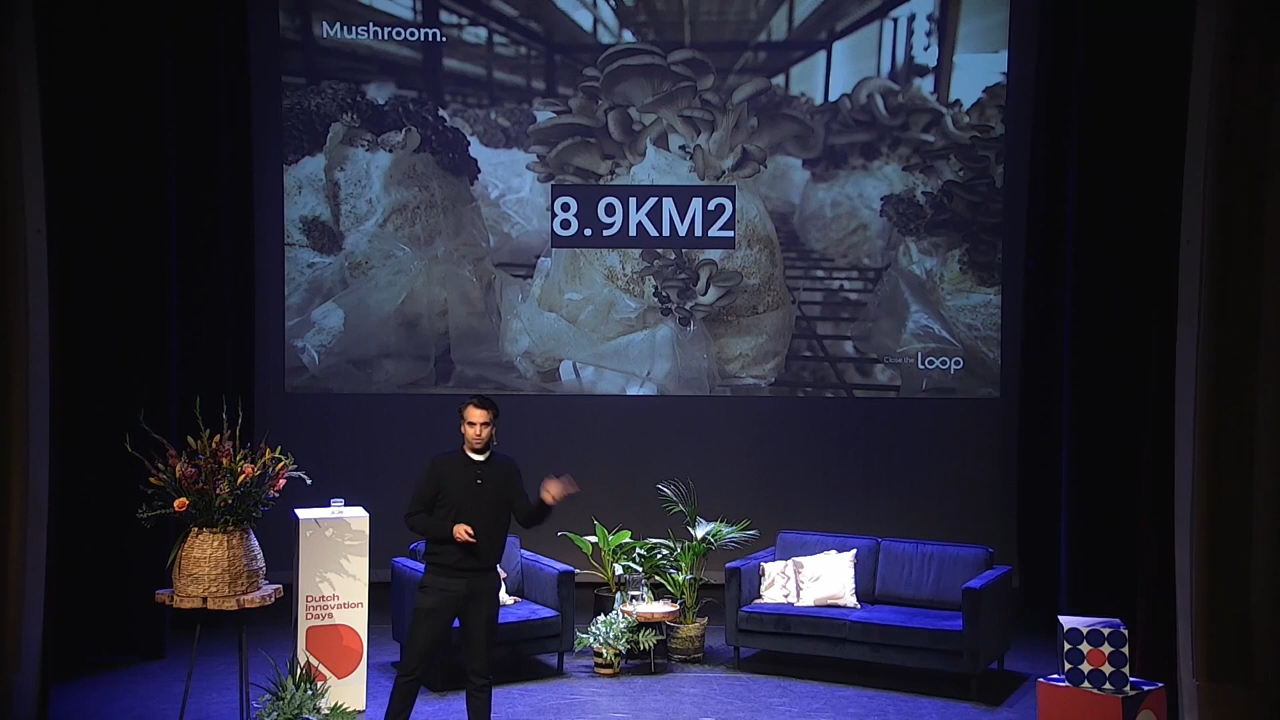 Mushroom.
8.9KM2
Close the Loop
Dutch
Innovation
Days